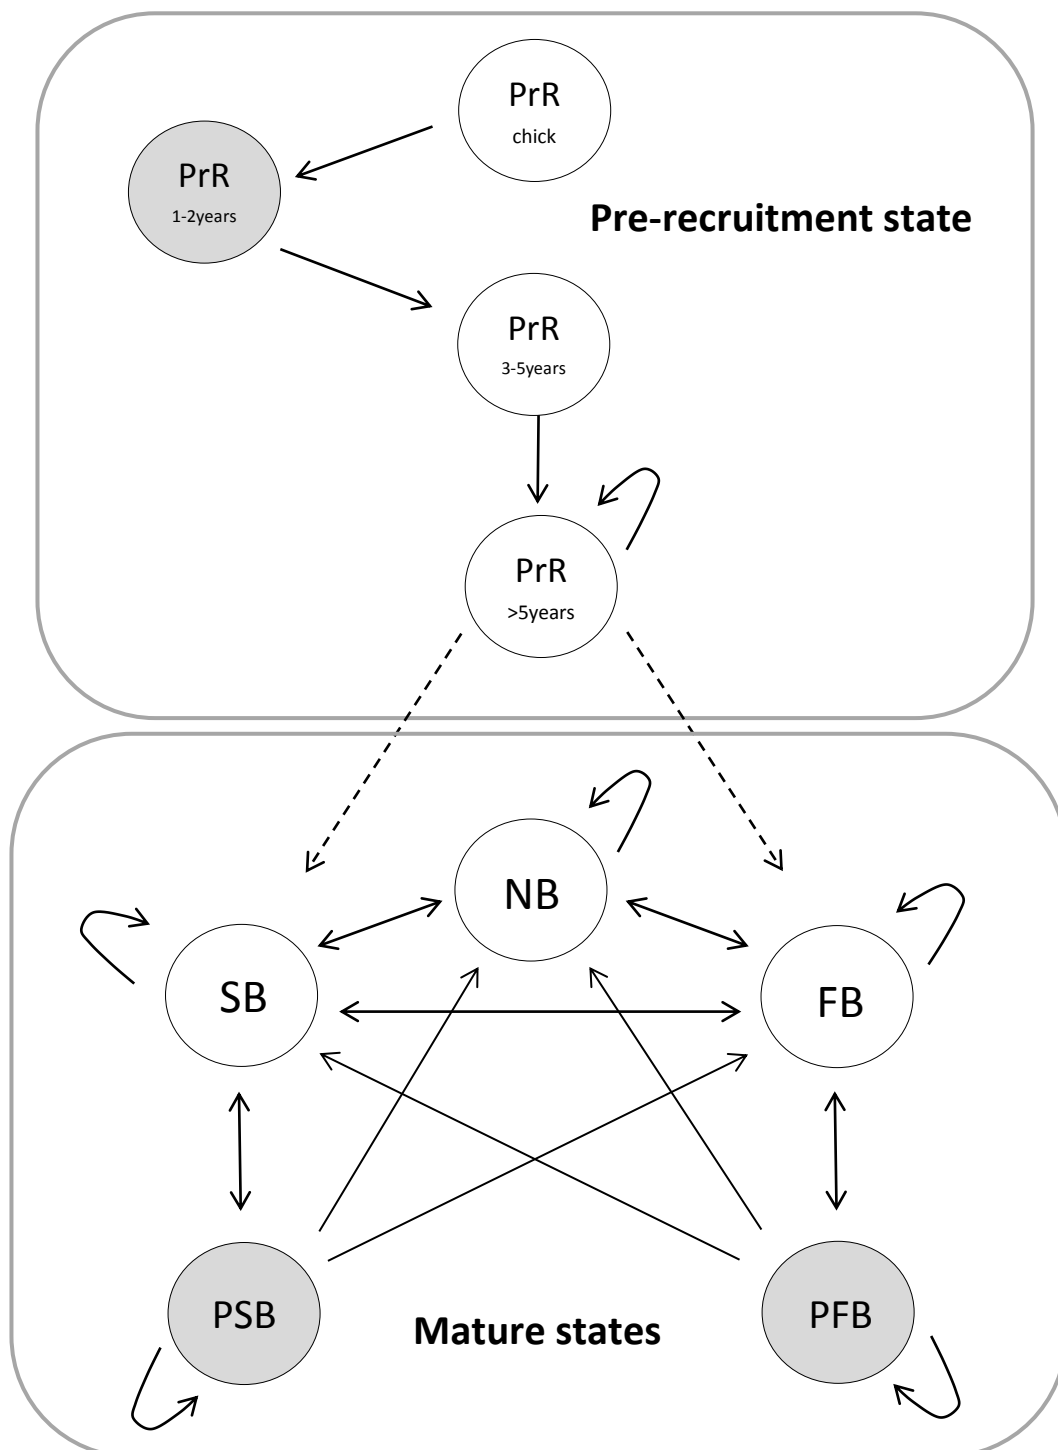 PrR
chick
PrR
1-2years
Pre-recruitment state
PrR
3-5years
PrR
>5years
NB
SB
FB
PSB
PFB
Mature states